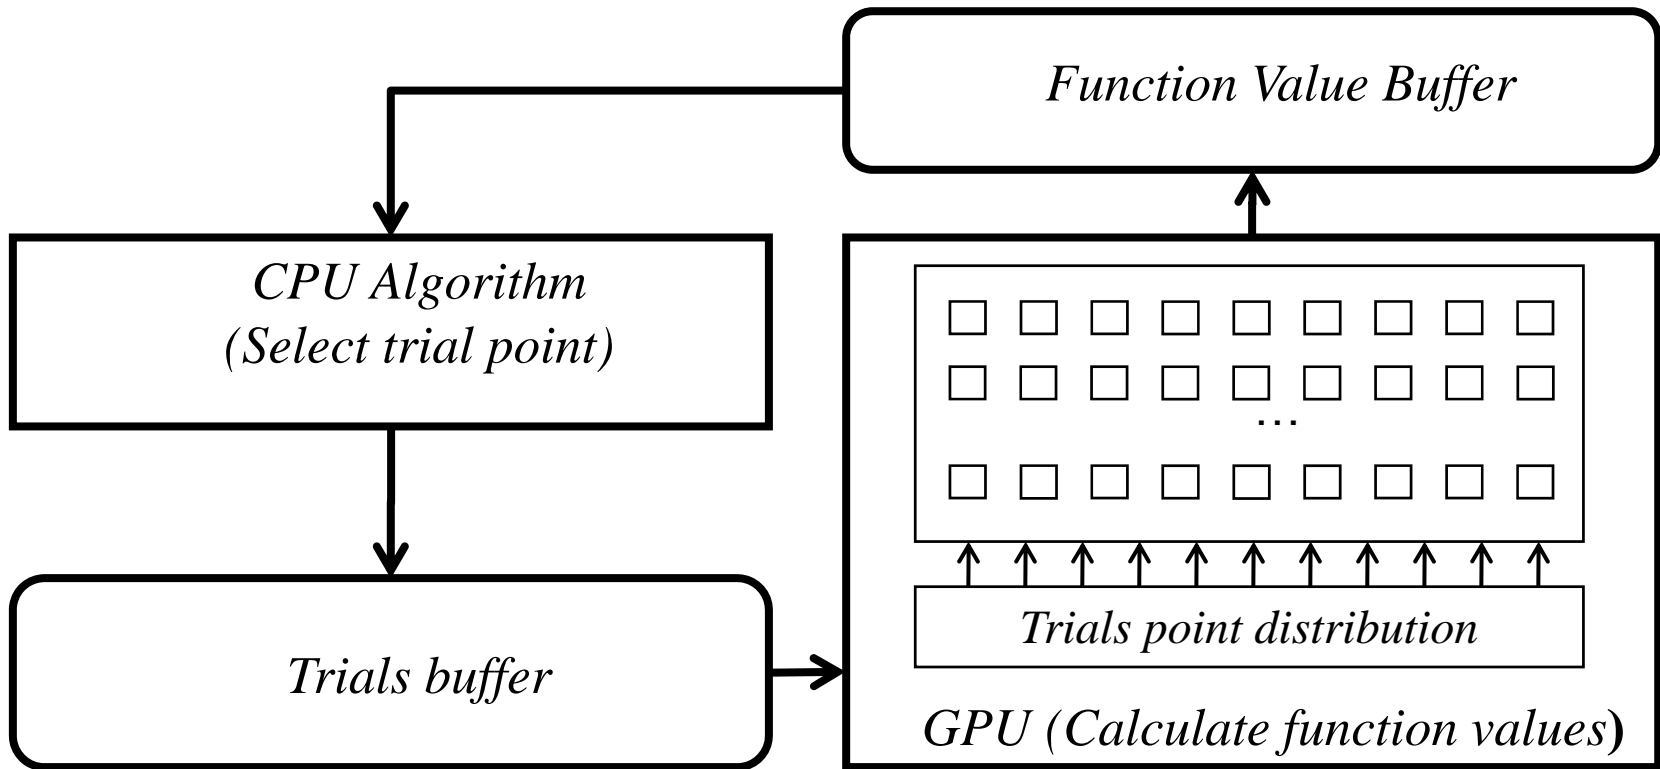 Function Value Buffer
CPU Algorithm
(Select trial point)
...
Trials point distribution
Trials buffer
GPU (Calculate function values)